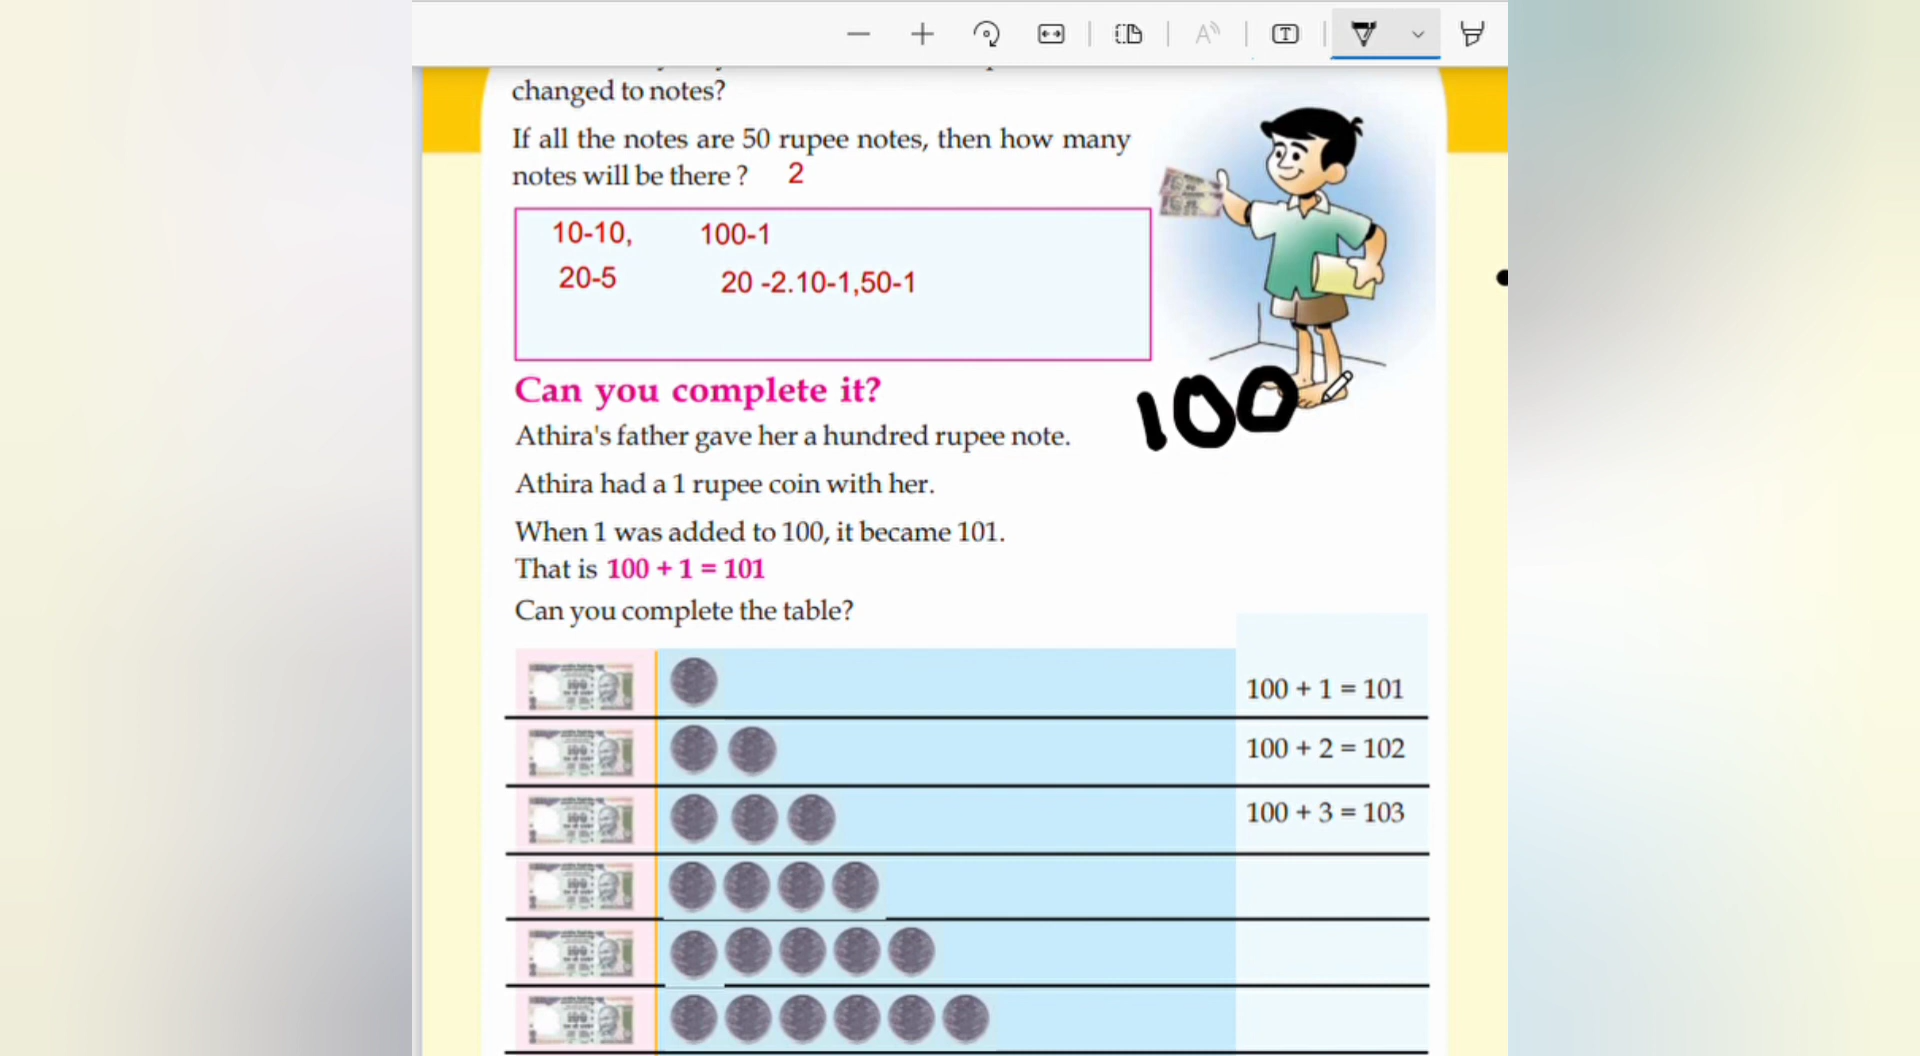 changed to notes?
If all the notes are 50 rupee notes, then how many
notes will be there ? 2
10-10, 100-1
20-5 20 -2.10-1,50-1
Can you complete it?
100
Athira's father gave her a hundred rupee note.
Athira had a 1 rupee coin with her.
When 1 was added to 100, it became 101.
That is 100 + 1 = 101
Can you complete the table?
100 + 1 = 101
100 + 2 = 102
100 + 3 = 103